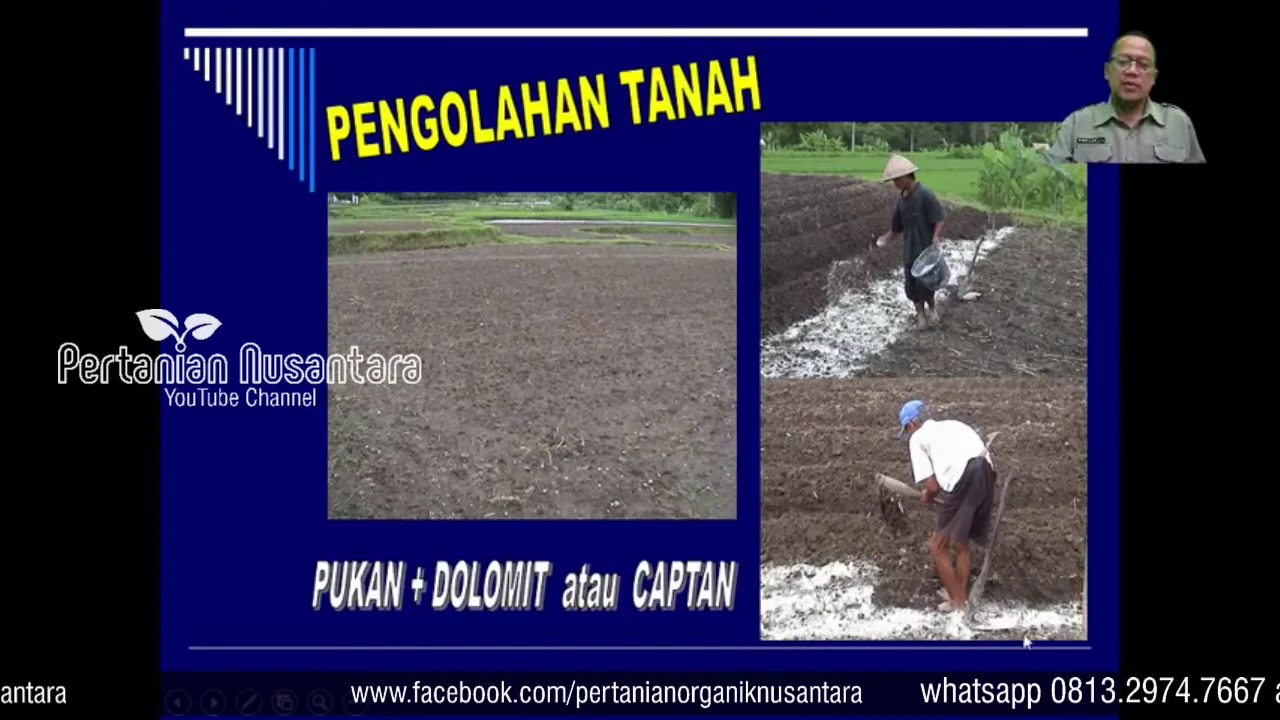 PENGOLAHAN TANAH
Pertanian Nusantara
YouTube Channel
PUKAN + DOLOMIT atau CAPTAN
antara
www.facebook.com/pertanianorganiknusantara
whatsapp 0813.2974.7667 a